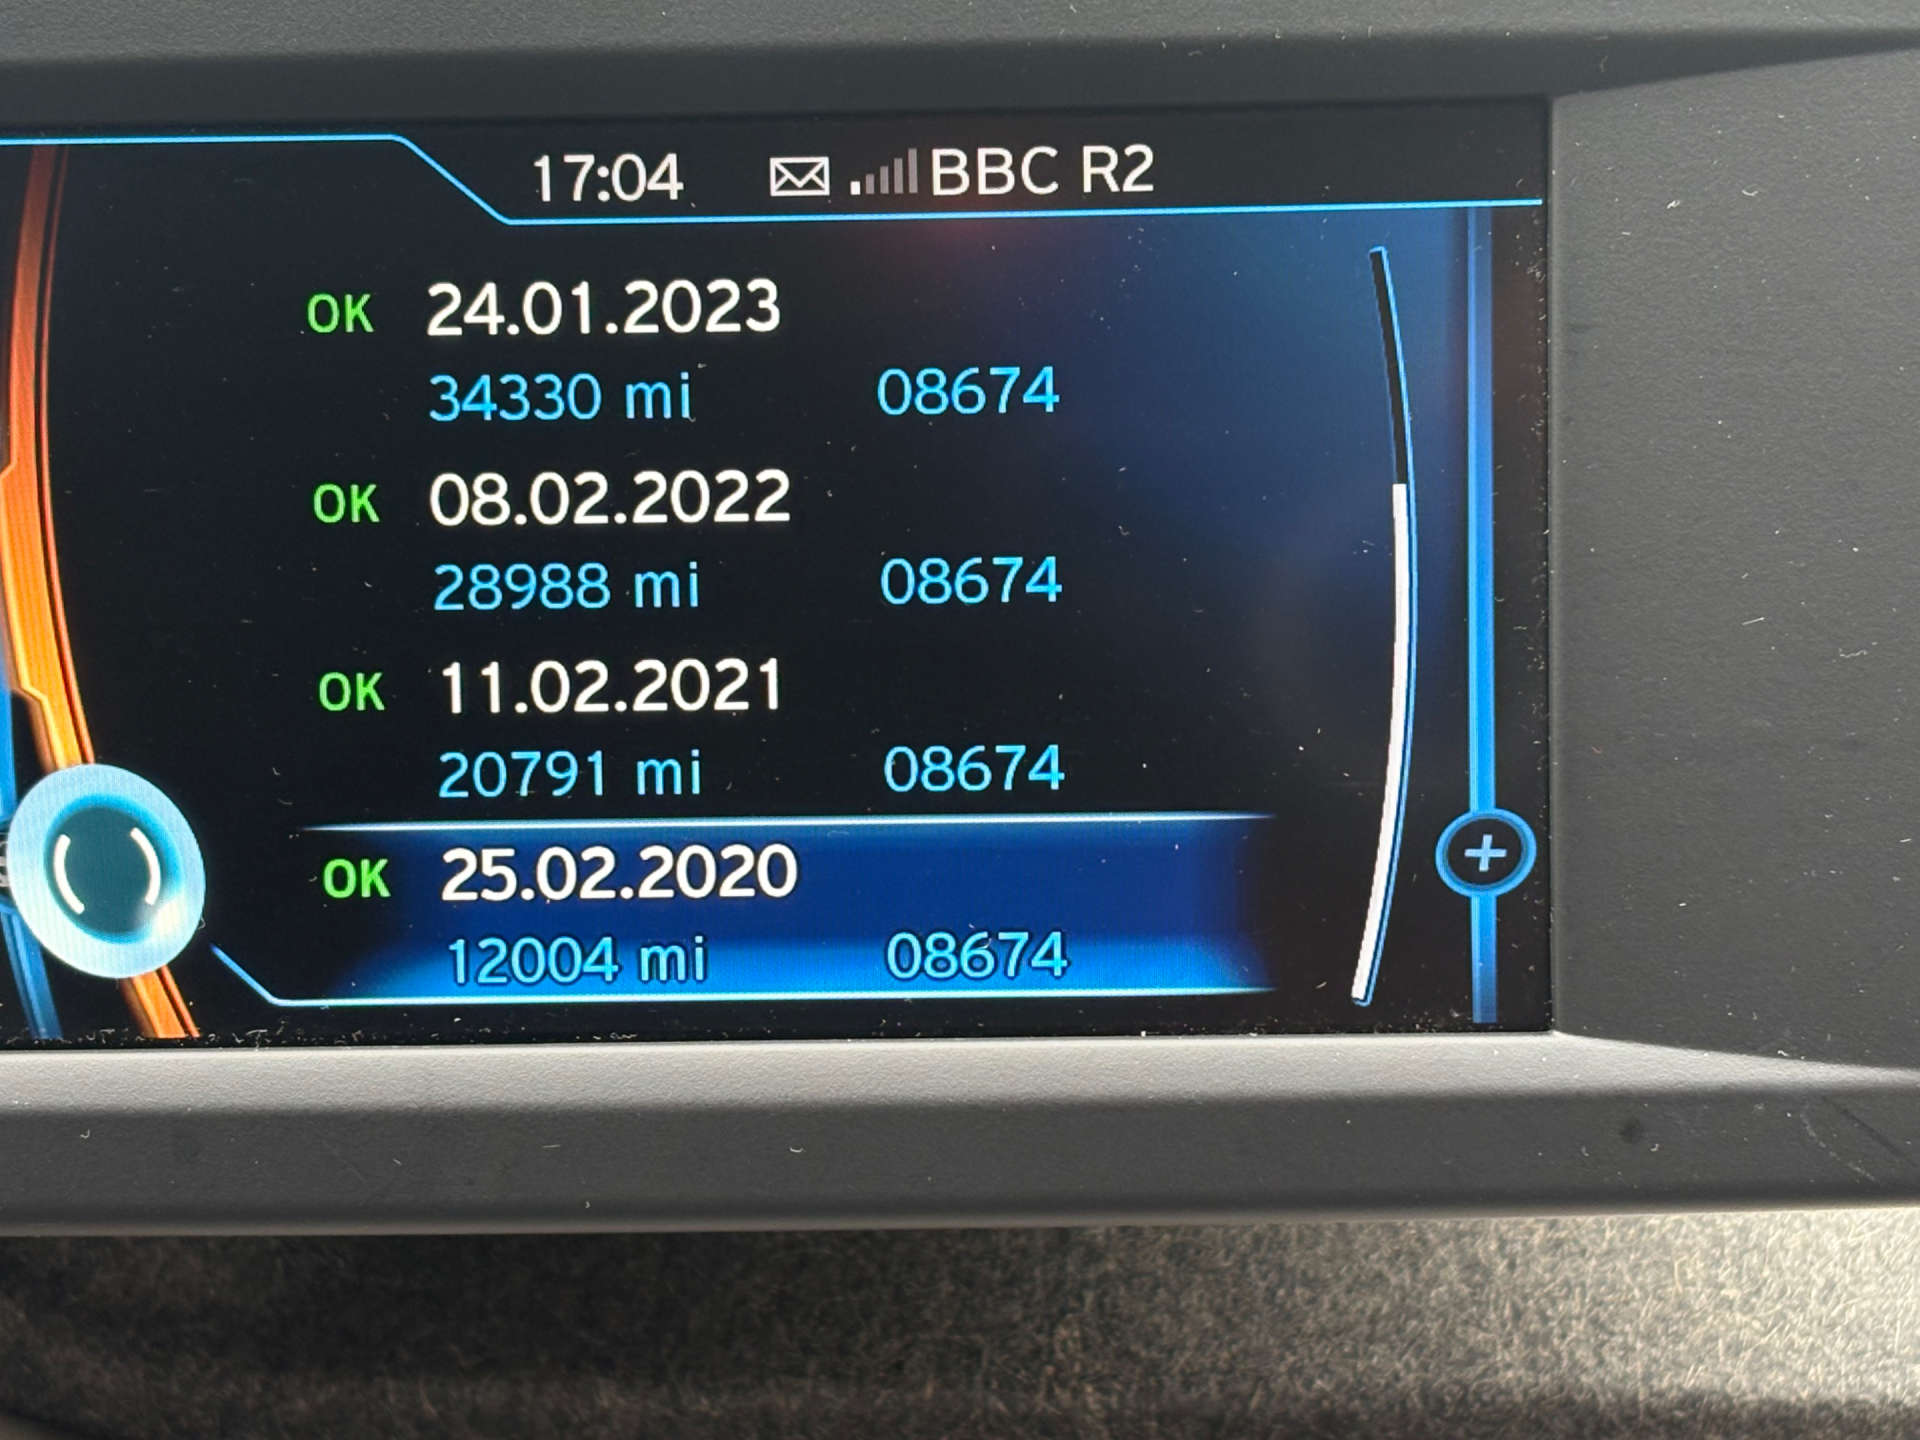 17:04 BBC R2
OK 24.01.2023
34330 mi 08674
OK 08.02.2022
28988 mi 08674
OK 11.02.2021
20791 mi 08674
OK 25.02.2020
12004 mi 08674